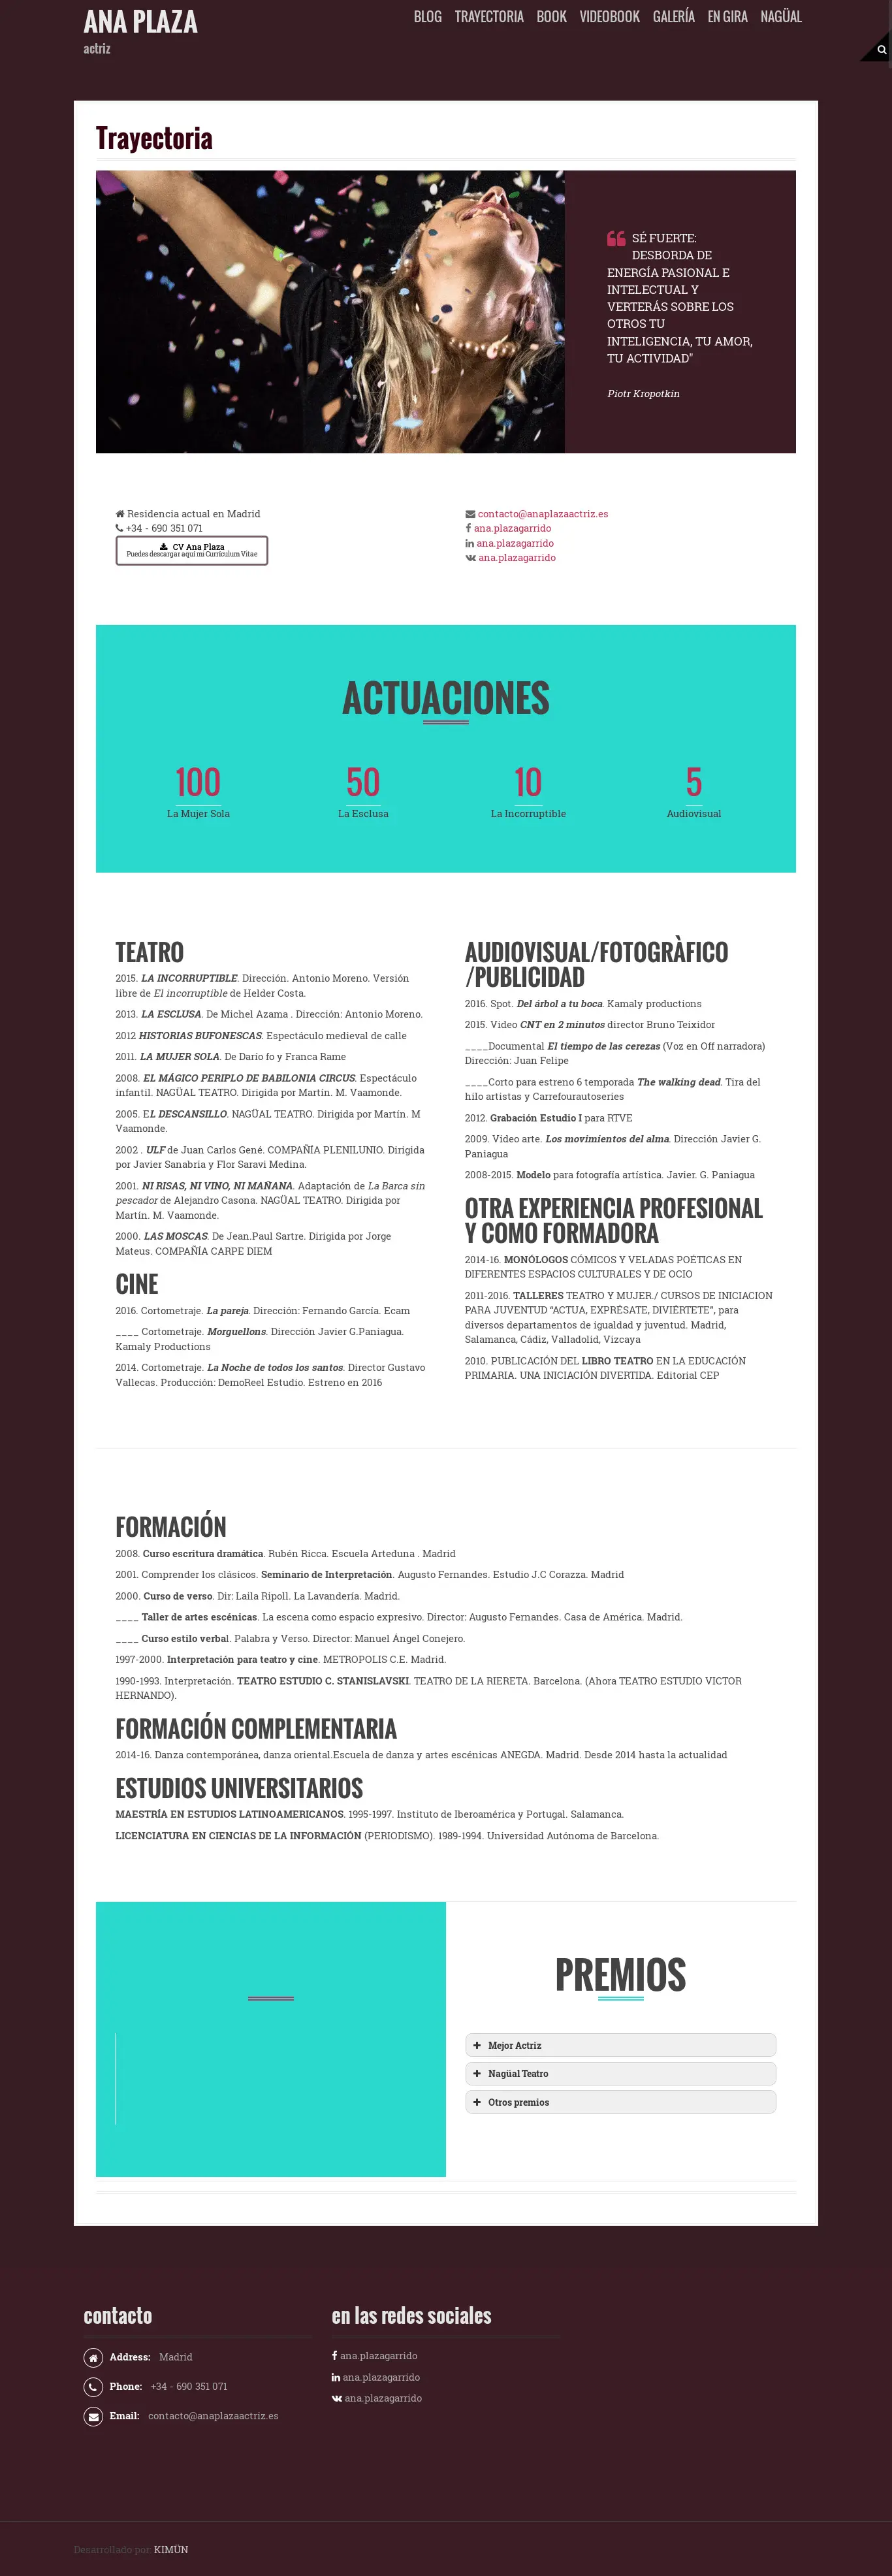 ANA PLAZA
actriz
BLOG TRAYECTORIA BOOK VIDEOBOOK GALERÍA EN GIRA NAGÜAL
Trayectoria
SÉ FUERTE:
DESBORDA DE
ENERGÍA PASIONAL E
INTELECTUAL Y
VERTERÁS SOBRE LOS
OTROS TU
INTELIGENCIA, TU AMOR,
TU ACTIVIDAD"
Piotr Kropotkin
Residencia actual en Madrid
+34 - 690 351 071
CV Ana Plaza
Puedes descargar aquí mi Currículum Vitae
contacto@anaplazaactriz.es
ana.plazagarrido
ana.plazagarrido
ana.plazagarrido
ACTUACIONES
100
La Mujer Sola
50
La Esclusa
10
La Incorruptible
5
Audiovisual
TEATRO
2015. LA INCORRUPTIBLE. Dirección. Antonio Moreno. Versión
libre de El incorruptible de Helder Costa.
2013. LA ESCLUSA. De Michel Azama . Dirección: Antonio Moreno.
2012 HISTORIAS BUFONESCAS. Espectáculo medieval de calle
2011. LA MUJER SOLA. De Darío fo y Franca Rame
2008. EL MÁGICO PERIPLO DE BABILONIA CIRCUS. Espectáculo
infantil. NAGÜAL TEATRO. Dirigida por Martín. M. Vaamonde.
2005. EL DESCANSILLO. NAGÜAL TEATRO. Dirigida por Martín. M
Vaamonde.
2002 . ULF de Juan Carlos Gené. COMPAÑÍA PLENILUNIO. Dirigida
por Javier Sanabria y Flor Saravi Medina.
2001. NI RISAS, NI VINO, NI MAÑANA. Adaptación de La Barca sin
pescador de Alejandro Casona. NAGÜAL TEATRO. Dirigida por
Martín. M. Vaamonde.
2000. LAS MOSCAS. De Jean.Paul Sartre. Dirigida por Jorge
Mateus. COMPAÑÍA CARPE DIEM
CINE
2016. Cortometraje. La pareja. Dirección: Fernando García. Ecam
____ Cortometraje. Morguellons. Dirección Javier G.Paniagua.
Kamaly Productions
2014. Cortometraje. La Noche de todos los santos. Director Gustavo
Vallecas. Producción: DemoReel Estudio. Estreno en 2016
AUDIOVISUAL/FOTOGRÀFICO
/PUBLICIDAD
2016. Spot. Del árbol a tu boca. Kamaly productions
2015. Video CNT en 2 minutos director Bruno Teixidor
____Documental El tiempo de las cerezas (Voz en Off narradora)
Dirección: Juan Felipe
____Corto para estreno 6 temporada The walking dead. Tira del
hilo artistas y Carrefourautoseries
2012. Grabación Estudio I para RTVE
2009. Video arte. Los movimientos del alma. Dirección Javier G.
Paniagua
2008-2015. Modelo para fotografía artística. Javier. G. Paniagua
OTRA EXPERIENCIA PROFESIONAL
Y COMO FORMADORA
2014-16. MONÓLOGOS CÓMICOS Y VELADAS POÉTICAS EN
DIFERENTES ESPACIOS CULTURALES Y DE OCIO
2011-2016. TALLERES TEATRO Y MUJER./ CURSOS DE INICIACION
PARA JUVENTUD “ACTUA, EXPRÉSATE, DIVIÉRTETE”, para
diversos departamentos de igualdad y juventud. Madrid,
Salamanca, Cádiz, Valladolid, Vizcaya
2010. PUBLICACIÓN DEL LIBRO TEATRO EN LA EDUCACIÓN
PRIMARIA. UNA INICIACIÓN DIVERTIDA. Editorial CEP
FORMACIÓN
2008. Curso escritura dramática. Rubén Ricca. Escuela Arteduna . Madrid
2001. Comprender los clásicos. Seminario de Interpretación. Augusto Fernandes. Estudio J.C Corazza. Madrid
2000. Curso de verso. Dir: Laila Ripoll. La Lavandería. Madrid.
____ Taller de artes escénicas. La escena como espacio expresivo. Director: Augusto Fernandes. Casa de América. Madrid.
____ Curso estilo verbal. Palabra y Verso. Director: Manuel Ángel Conejero.
1997-2000. Interpretación para teatro y cine. METROPOLIS C.E. Madrid.
1990-1993. Interpretación. TEATRO ESTUDIO C. STANISLAVSKI. TEATRO DE LA RIERETA. Barcelona. (Ahora TEATRO ESTUDIO VICTOR
HERNANDO).
FORMACIÓN COMPLEMENTARIA
2014-16. Danza contemporánea, danza oriental.Escuela de danza y artes escénicas ANEGDA. Madrid. Desde 2014 hasta la actualidad
ESTUDIOS UNIVERSITARIOS
MAESTRÍA EN ESTUDIOS LATINOAMERICANOS. 1995-1997. Instituto de Iberoamérica y Portugal. Salamanca.
LICENCIATURA EN CIENCIAS DE LA INFORMACIÓN (PERIODISMO). 1989-1994. Universidad Autónoma de Barcelona.
PREMIOS
Mejor Actriz
Nagüal Teatro
Otros premios
contacto
Address: Madrid
Phone: +34 - 690 351 071
Email: contacto@anaplazaactriz.es
en las redes sociales
ana.plazagarrido
ana.plazagarrido
ana.plazagarrido
Desarrollado por: KIMÜN